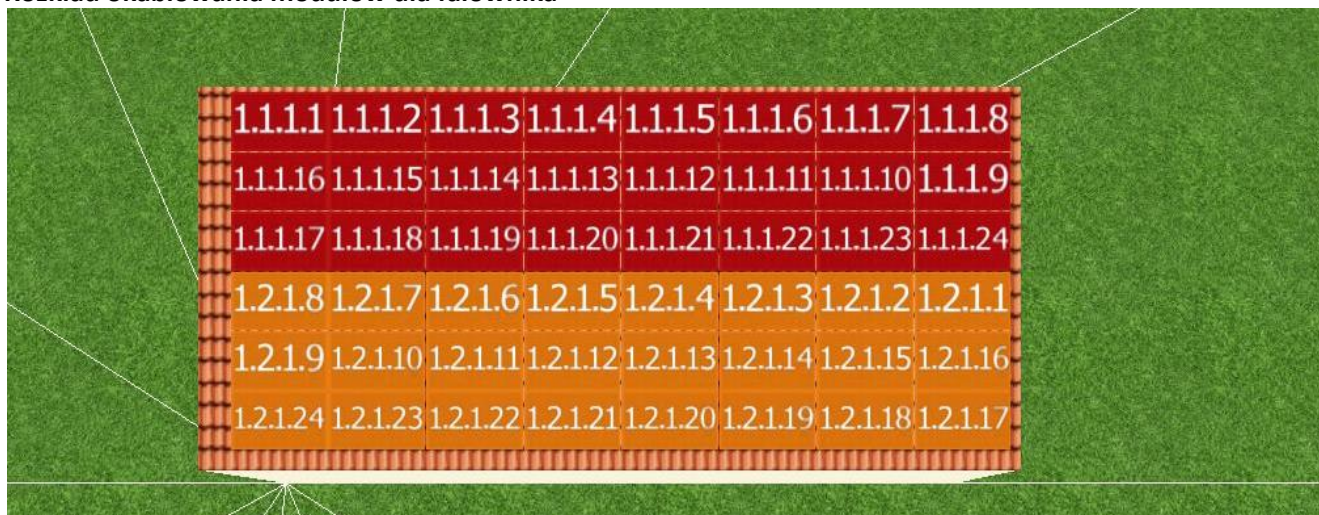 Rozkład okablowania modułów dla falownika
1.1.1.1 1.1.1.2 1.1.1.3 1.1.1.4 1.1.1.5 1.1.1.6 1.1.1.7 1.1.1.8
1.1.1.16 1.1.1.15 1.1.1.14 1.1.1.13 1.1.1.12 1.1.1.11 1.1.1.10 1.1.1.9
1.1.1.17 1.1.1.18 1.1.1.19 1.1.1.20 1.1.1.21 1.1.1.22 1.1.1.23 1.1.1.24
1.2.1.8 1.2.1.7 1.2.1.6 1.2.1.5 1.2.1.4 1.2.1.3 1.2.1.2 1.2.1.1
1.2.1.9 1.2.1.10 1.2.1.11 1.2.1.12 1.2.1.13 1.2.1.14 1.2.1.15 1.2.1.16
1.2.1.24 1.2.1.23 1.2.1.22 1.2.1.21 1.2.1.20 1.2.1.19 1.2.1.18 1.2.1.17